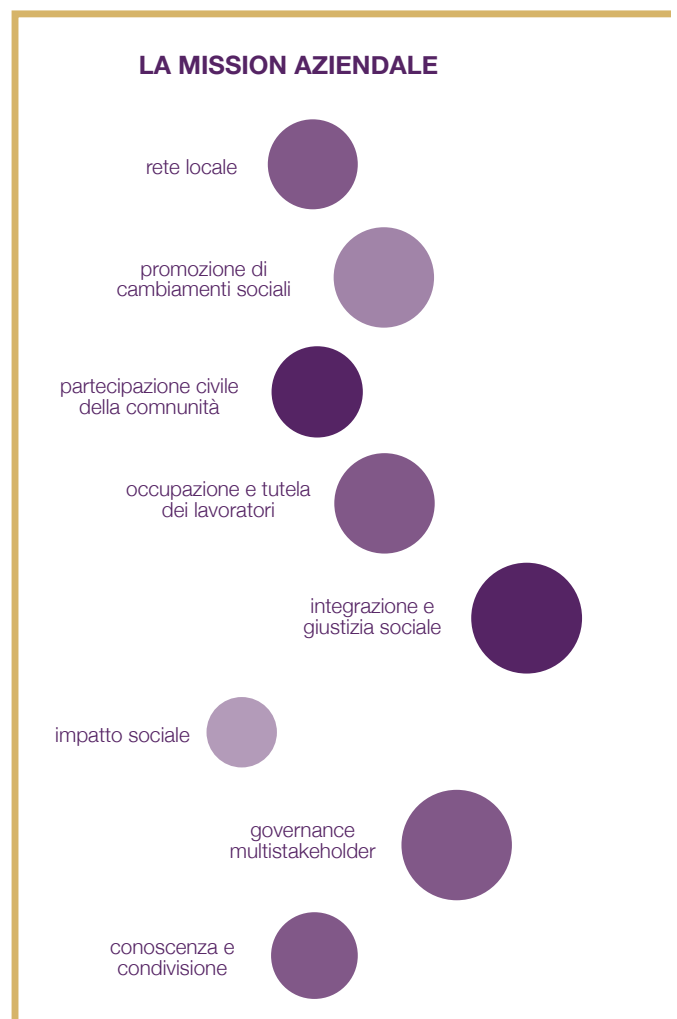 LA MISSION AZIENDALE
rete locale
promozione di
cambiamenti sociali
partecipazione civile
della comnunità
occupazione e tutela
dei lavoratori
integrazione e
giustizia sociale
impatto sociale
governance
multistakeholder
conoscenza e
condivisione